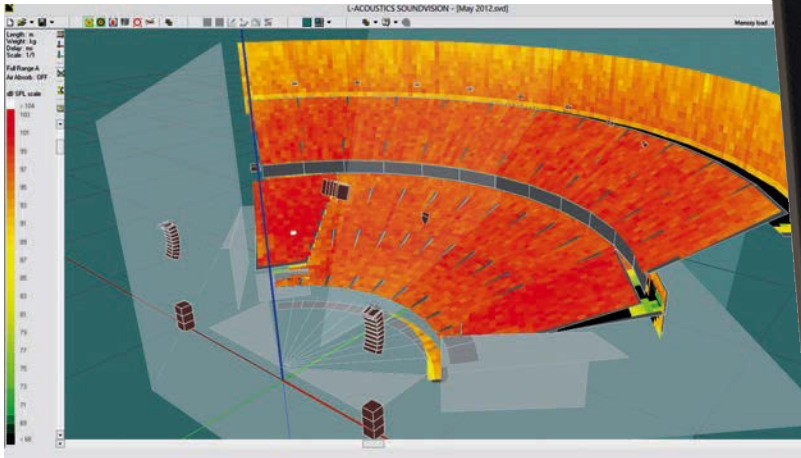 L-ACOUSTICS SOUNDVISION - [May 2012.svd]
Memory load :
Length : m
Weight : kg
Delay : ms
Scale : 1/1
Full Range A
Air Absorb. : OFF
dB SPL scale
> 104
103
101
99
97
95
93
91
89
87
85
83
81
79
77
75
73
71
69
< 68